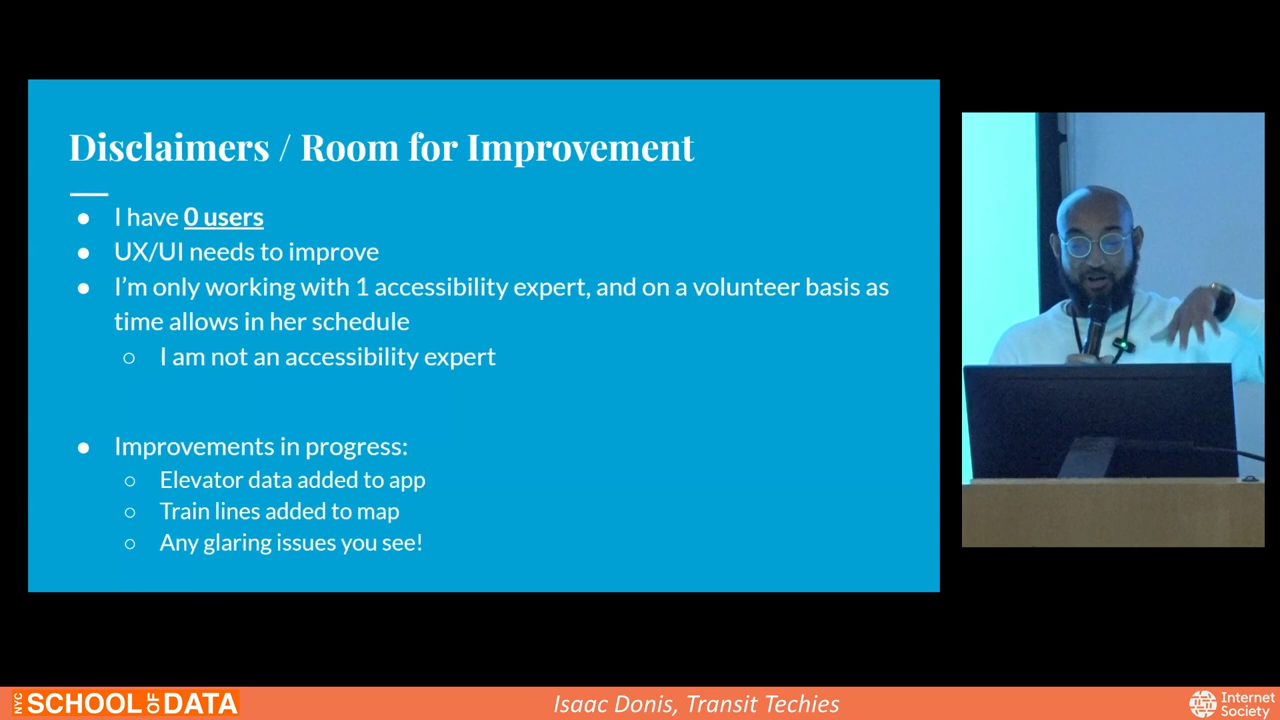 Disclaimers / Room for Improvement
● I have 0 users
● UX/UI needs to improve
● I'm only working with 1 accessibility expert, and on a volunteer basis as
time allows in her schedule
○ I am not an accessibility expert
● Improvements in progress:
○ Elevator data added to app
○ Train lines added to map
○ Any glaring issues you see!
NYC SCHOOL OF DATA
Isaac Donis, Transit Techies
Internet
Society